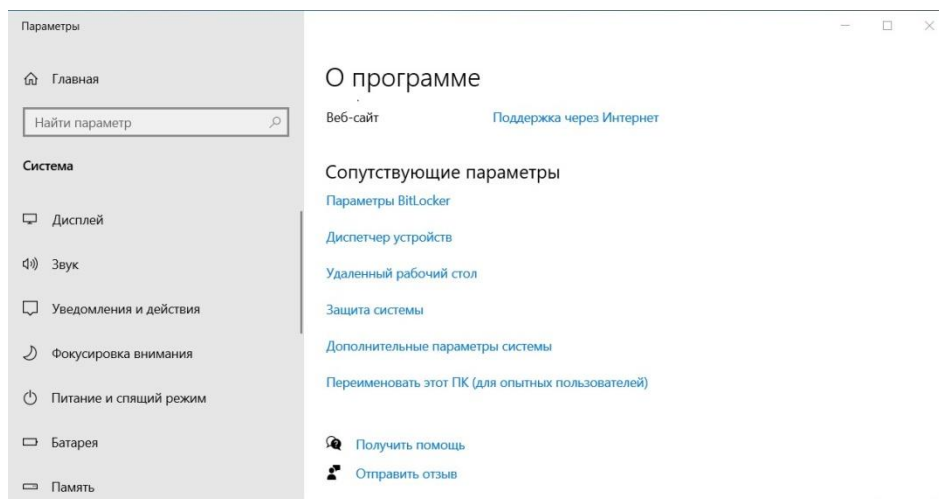 Параметры
Главная
Найти параметр
Система
Дисплей
Звук
Уведомления и действия
Фокусировка внимания
Питание и спящий режим
Батарея
Память
О программе
Веб-сайт Поддержка через Интернет
Сопутствующие параметры
Параметры BitLocker
Диспетчер устройств
Удаленный рабочий стол
Защита системы
Дополнительные параметры системы
Переименовать этот ПК (для опытных пользователей)
Получить помощь
Отправить отзыв